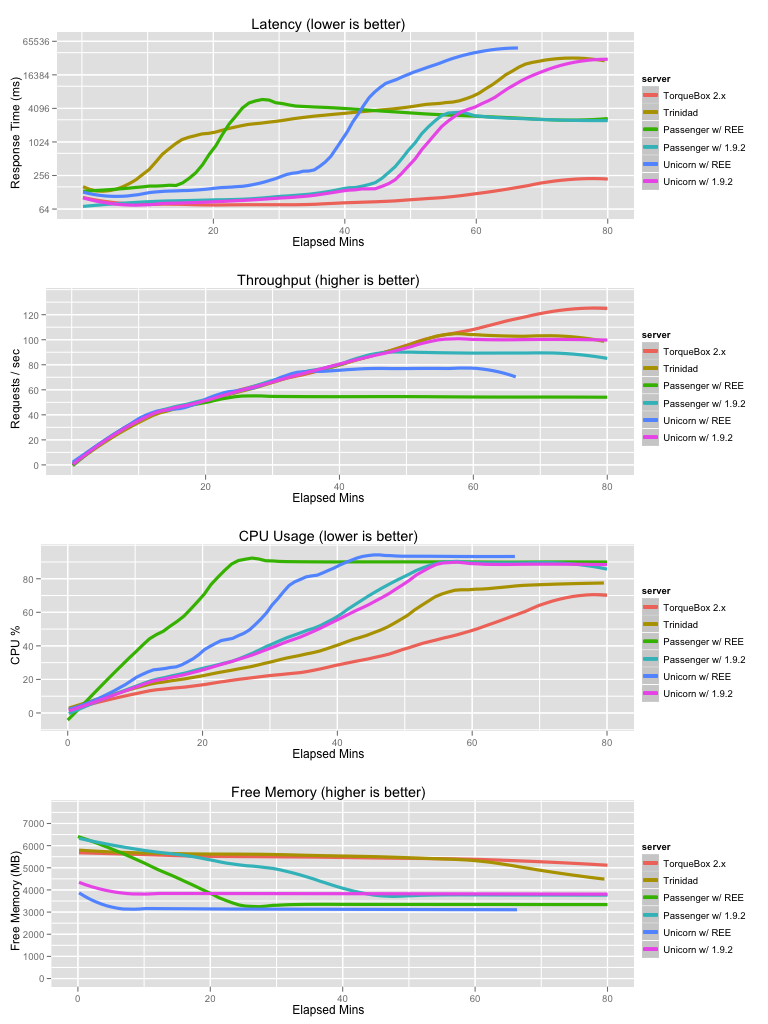 Latency (lower is better)
Response Time (ms)
65536
16384
4096
1024
256
64
20 40 60 80
Elapsed Mins
server
TorqueBox 2.x
Trinidad
Passenger w/ REE
Passenger w/ 1.9.2
Unicorn w/ REE
Unicorn w/ 1.9.2
Throughput (higher is better)
Requests / sec
120
100
80
60
40
20
0
20 40 60 80
Elapsed Mins
server
TorqueBox 2.x
Trinidad
Passenger w/ REE
Passenger w/ 1.9.2
Unicorn w/ REE
Unicorn w/ 1.9.2
CPU Usage (lower is better)
CPU %
80
60
40
20
0
0 20 40 60 80
Elapsed Mins
server
TorqueBox 2.x
Trinidad
Passenger w/ REE
Passenger w/ 1.9.2
Unicorn w/ REE
Unicorn w/ 1.9.2
Free Memory (higher is better)
Free Memory (MB)
7000
6000
5000
4000
3000
2000
1000
0
0 20 40 60 80
Elapsed Mins
server
TorqueBox 2.x
Trinidad
Passenger w/ REE
Passenger w/ 1.9.2
Unicorn w/ REE
Unicorn w/ 1.9.2